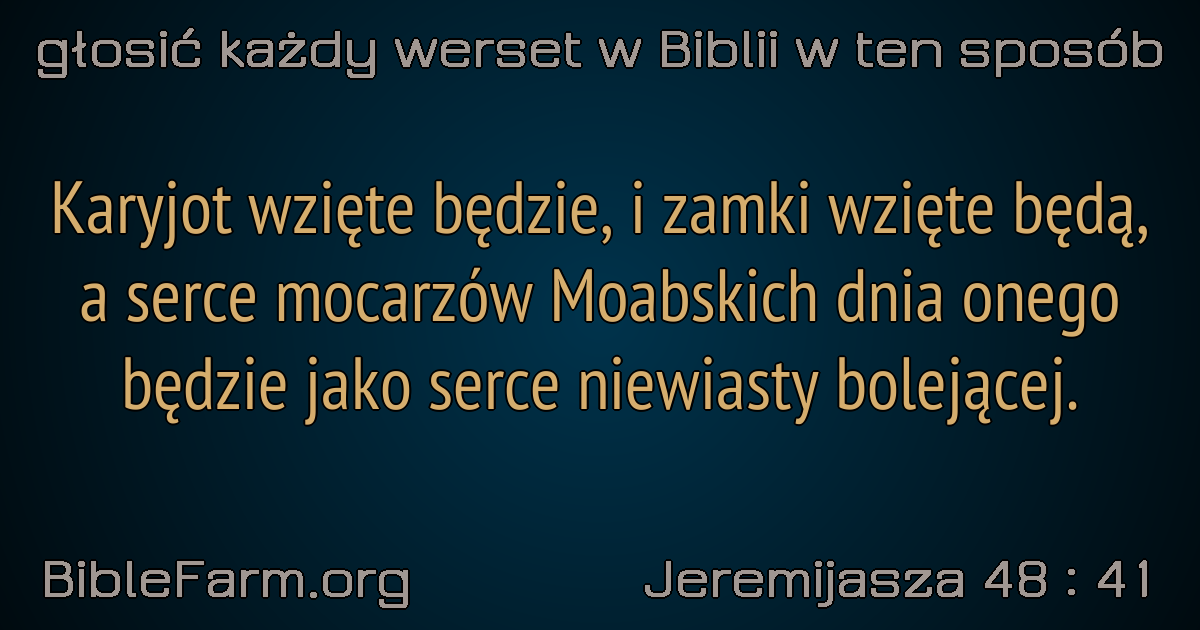 głosić każdy werset w Biblii w ten sposób
Karyjot wzięte będzie, i zamki wzięte będą,
a serce mocarzów Moabskich dnia onego
będzie jako serce niewiasty bolejącej.
BibleFarm.org
Jeremijasza 48 : 41